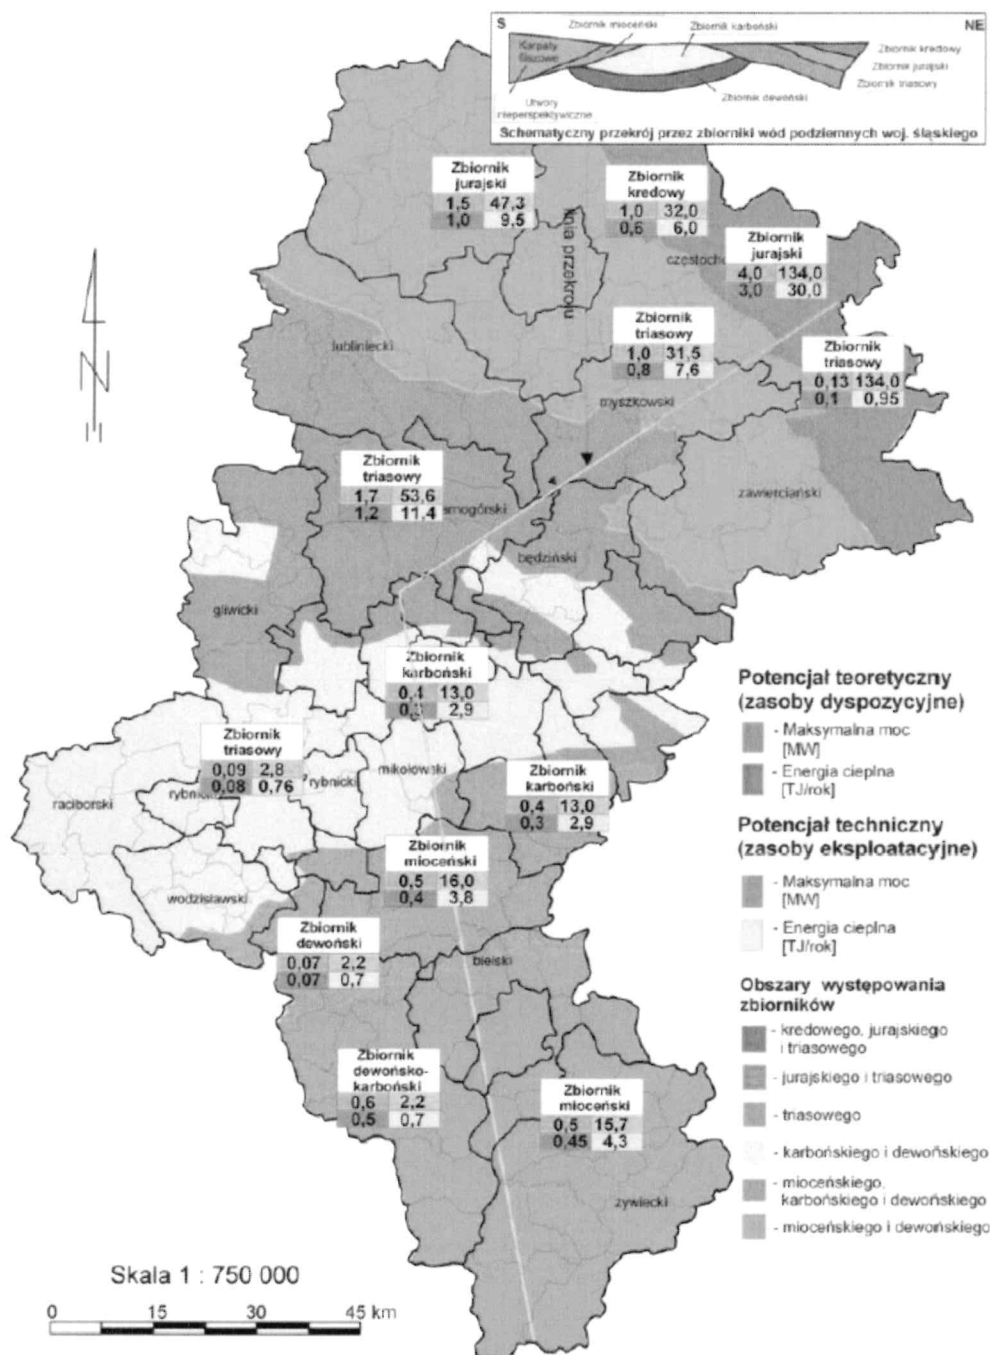 S
NE
Zbiornik mioceński
Zbiornik karboński
Karpaty
śląskie
Zbiornik kredowy
Zbiornik jurajski
Zbiornik triasowy
Zbiornik dewoński
Utwory
nieperspektywiczne
Schematyczny przekrój przez zbiorniki wód podziemnych woj. śląskiego
Zbiornik
jurajski
1,5 47,3
1,0 9,5
Zbiornik
kredowy
1,0 32,0
0,6 6,0
linia przekroju
częstocho
Zbiornik
jurajski
4,0 134,0
3,0 30,0
Zbiornik
triasowy
1,0 31,5
0,8 7,6
lubliniecki
Zbiornik
triasowy
0,13 134,0
0,1 0,95
myszkowski
N
Zbiornik
triasowy
1,7 53,6
1,2 11,4
arnogórski
zawierciański
będziński
gliwicki
Zbiornik
karboński
0,4 13,0
0,3 2,9
Zbiornik
triasowy
0,09 2,8
0,08 0,76
raciborski
rybnic
rybnicki
mikołowski
Zbiornik
karboński
0,4 13,0
0,3 2,9
Zbiornik
mioceński
0,5 16,0
0,4 3,8
wodzisławski
Zbiornik
dewoński
0,07 2,2
0,07 0,7
bielski
Zbiornik
dewońsko-
karboński
0,6 2,2
0,5 0,7
Zbiornik
mioceński
0,5 15,7
0,45 4,3
żywiecki
Potencjał teoretyczny
(zasoby dyspozycyjne)
- Maksymalna moc
[MW]
- Energia cieplna
[TJ/rok]
Potencjał techniczny
(zasoby eksploatacyjne)
- Maksymalna moc
[MW]
- Energia cieplna
[TJ/rok]
Obszary występowania
zbiorników
- kredowego, jurajskiego
i triasowego
- jurajskiego i triasowego
- triasowego
- karbońskiego i dewońskiego
- mioceńskiego,
karbońskiego i dewońskiego
- mioceńskiego i dewońskiego
Skala 1 : 750 000
0 15 30 45 km